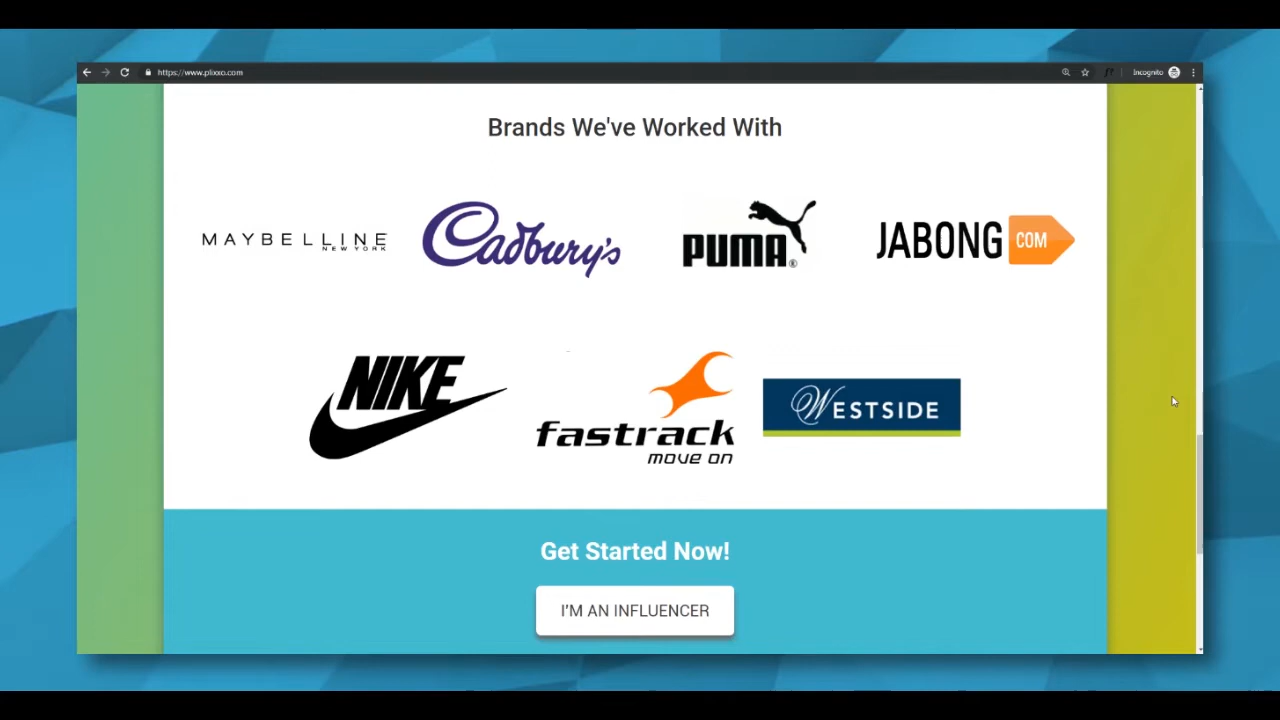 https://www.plixxo.com
Incognito
Brands We've Worked With
MAYBELLINE
NEW YORK
Cadbury's
PUMA®
JABONG COM
NIKE
fastrack
move on
WESTSIDE
Get Started Now!
I'M AN INFLUENCER